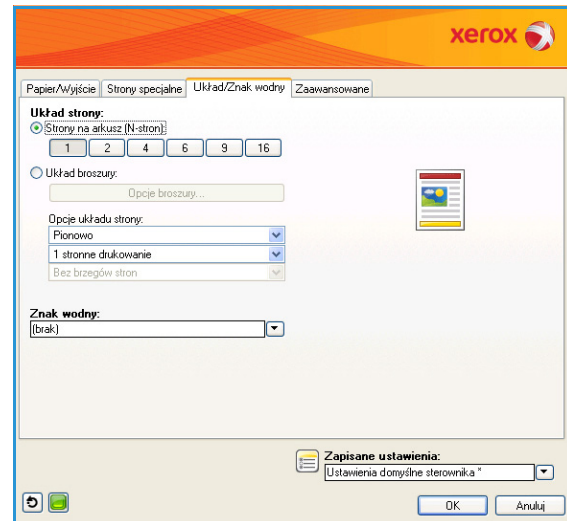 xerox
Papier/Wyjście Strony specjalne Układ/Znak wodny Zaawansowane
Układ strony:
Strony na arkusz (N-stron):
1 2 4 6 9 16
Układ broszury:
Opcje broszury...
Opcje układu strony:
Pionowo
1 stronne drukowanie
Bez brzegów stron
Znak wodny:
(brak)
Zapisane ustawienia:
Ustawienia domyślne sterownika *
OK Anuluj